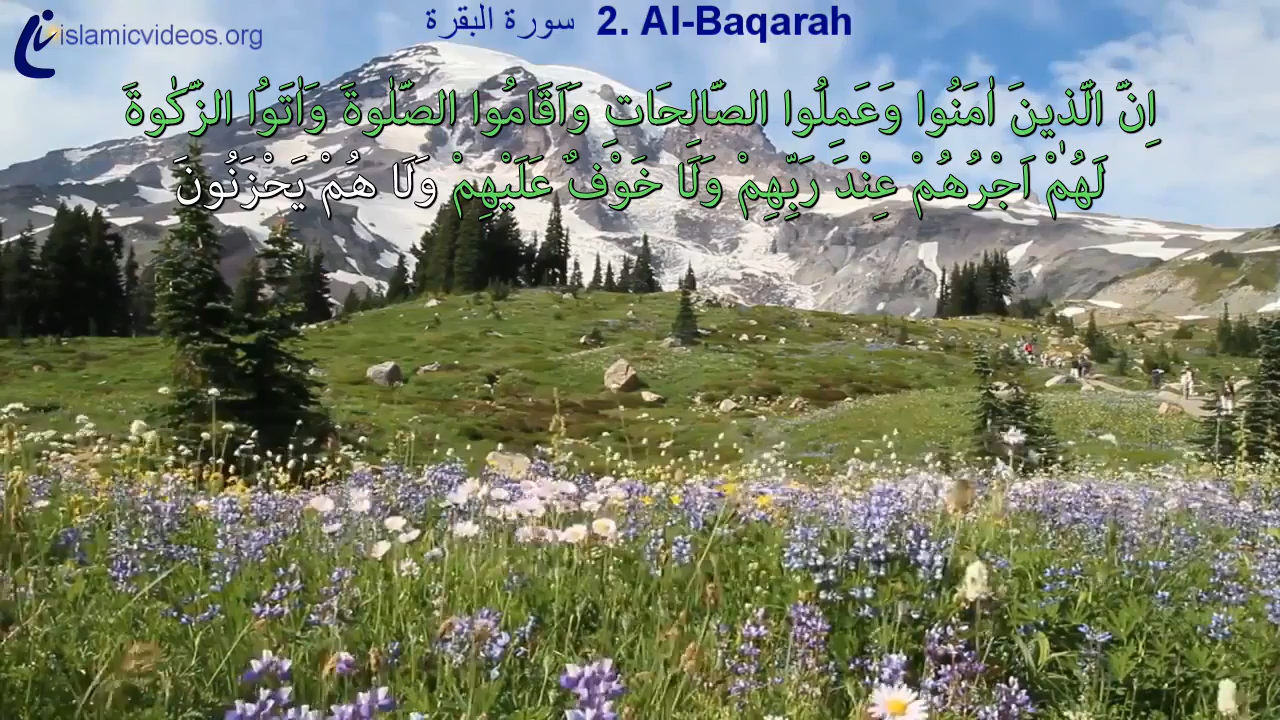 islamicvideos.org
سورة البقرة 2. Al-Baqarah
اِنَّ الَّذٖينَ اٰمَنُوا وَعَمِلُوا الصَّالِحَاتِ وَاَقَامُوا الصَّلٰوةَ وَاٰتَوُا الزَّكٰوةَ
لَهُمْ اَجْرُهُمْ عِنْدَ رَبِّهِمْ وَلَا خَوْفٌ عَلَيْهِمْ وَلَا هُمْ يَحْزَنُونَ